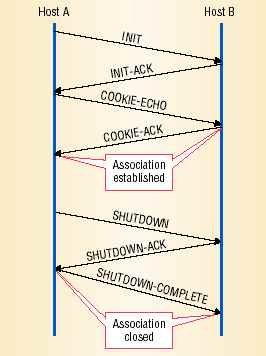 Host A
Host B
INIT
INIT-ACK
COOKIE-ECHO
COOKIE-ACK
Association
established
SHUTDOWN
SHUTDOWN-ACK
SHUTDOWN-COMPLETE
Association
closed